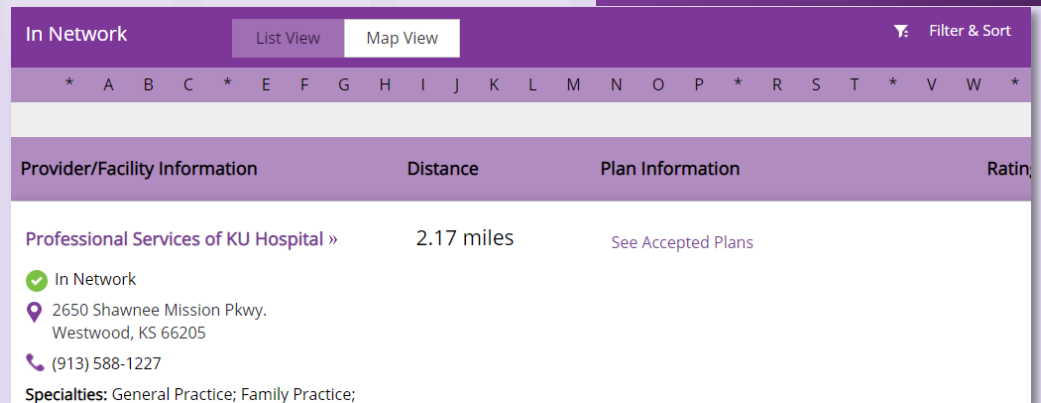 In Network List View Map View Filter & Sort
* A B C * E F G H I J K L M N O P * R S T * V W *
Provider/Facility Information Distance Plan Information
Professional Services of KU Hospital » 2.17 miles See Accepted Plans
In Network
2650 Shawnee Mission Pkwy.
Westwood, KS 66205
(913) 588-1227
Specialties: General Practice; Family Practice;